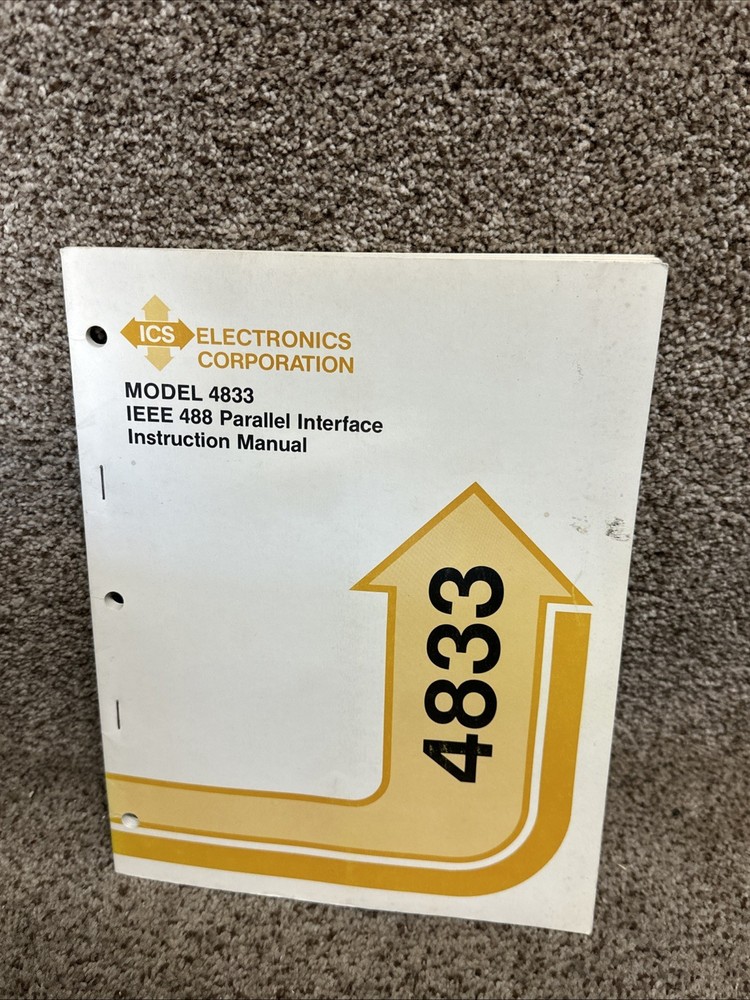 ICS ELECTRONICS
CORPORATION
MODEL 4833
IEEE 488 Parallel Interface
Instruction Manual
4833